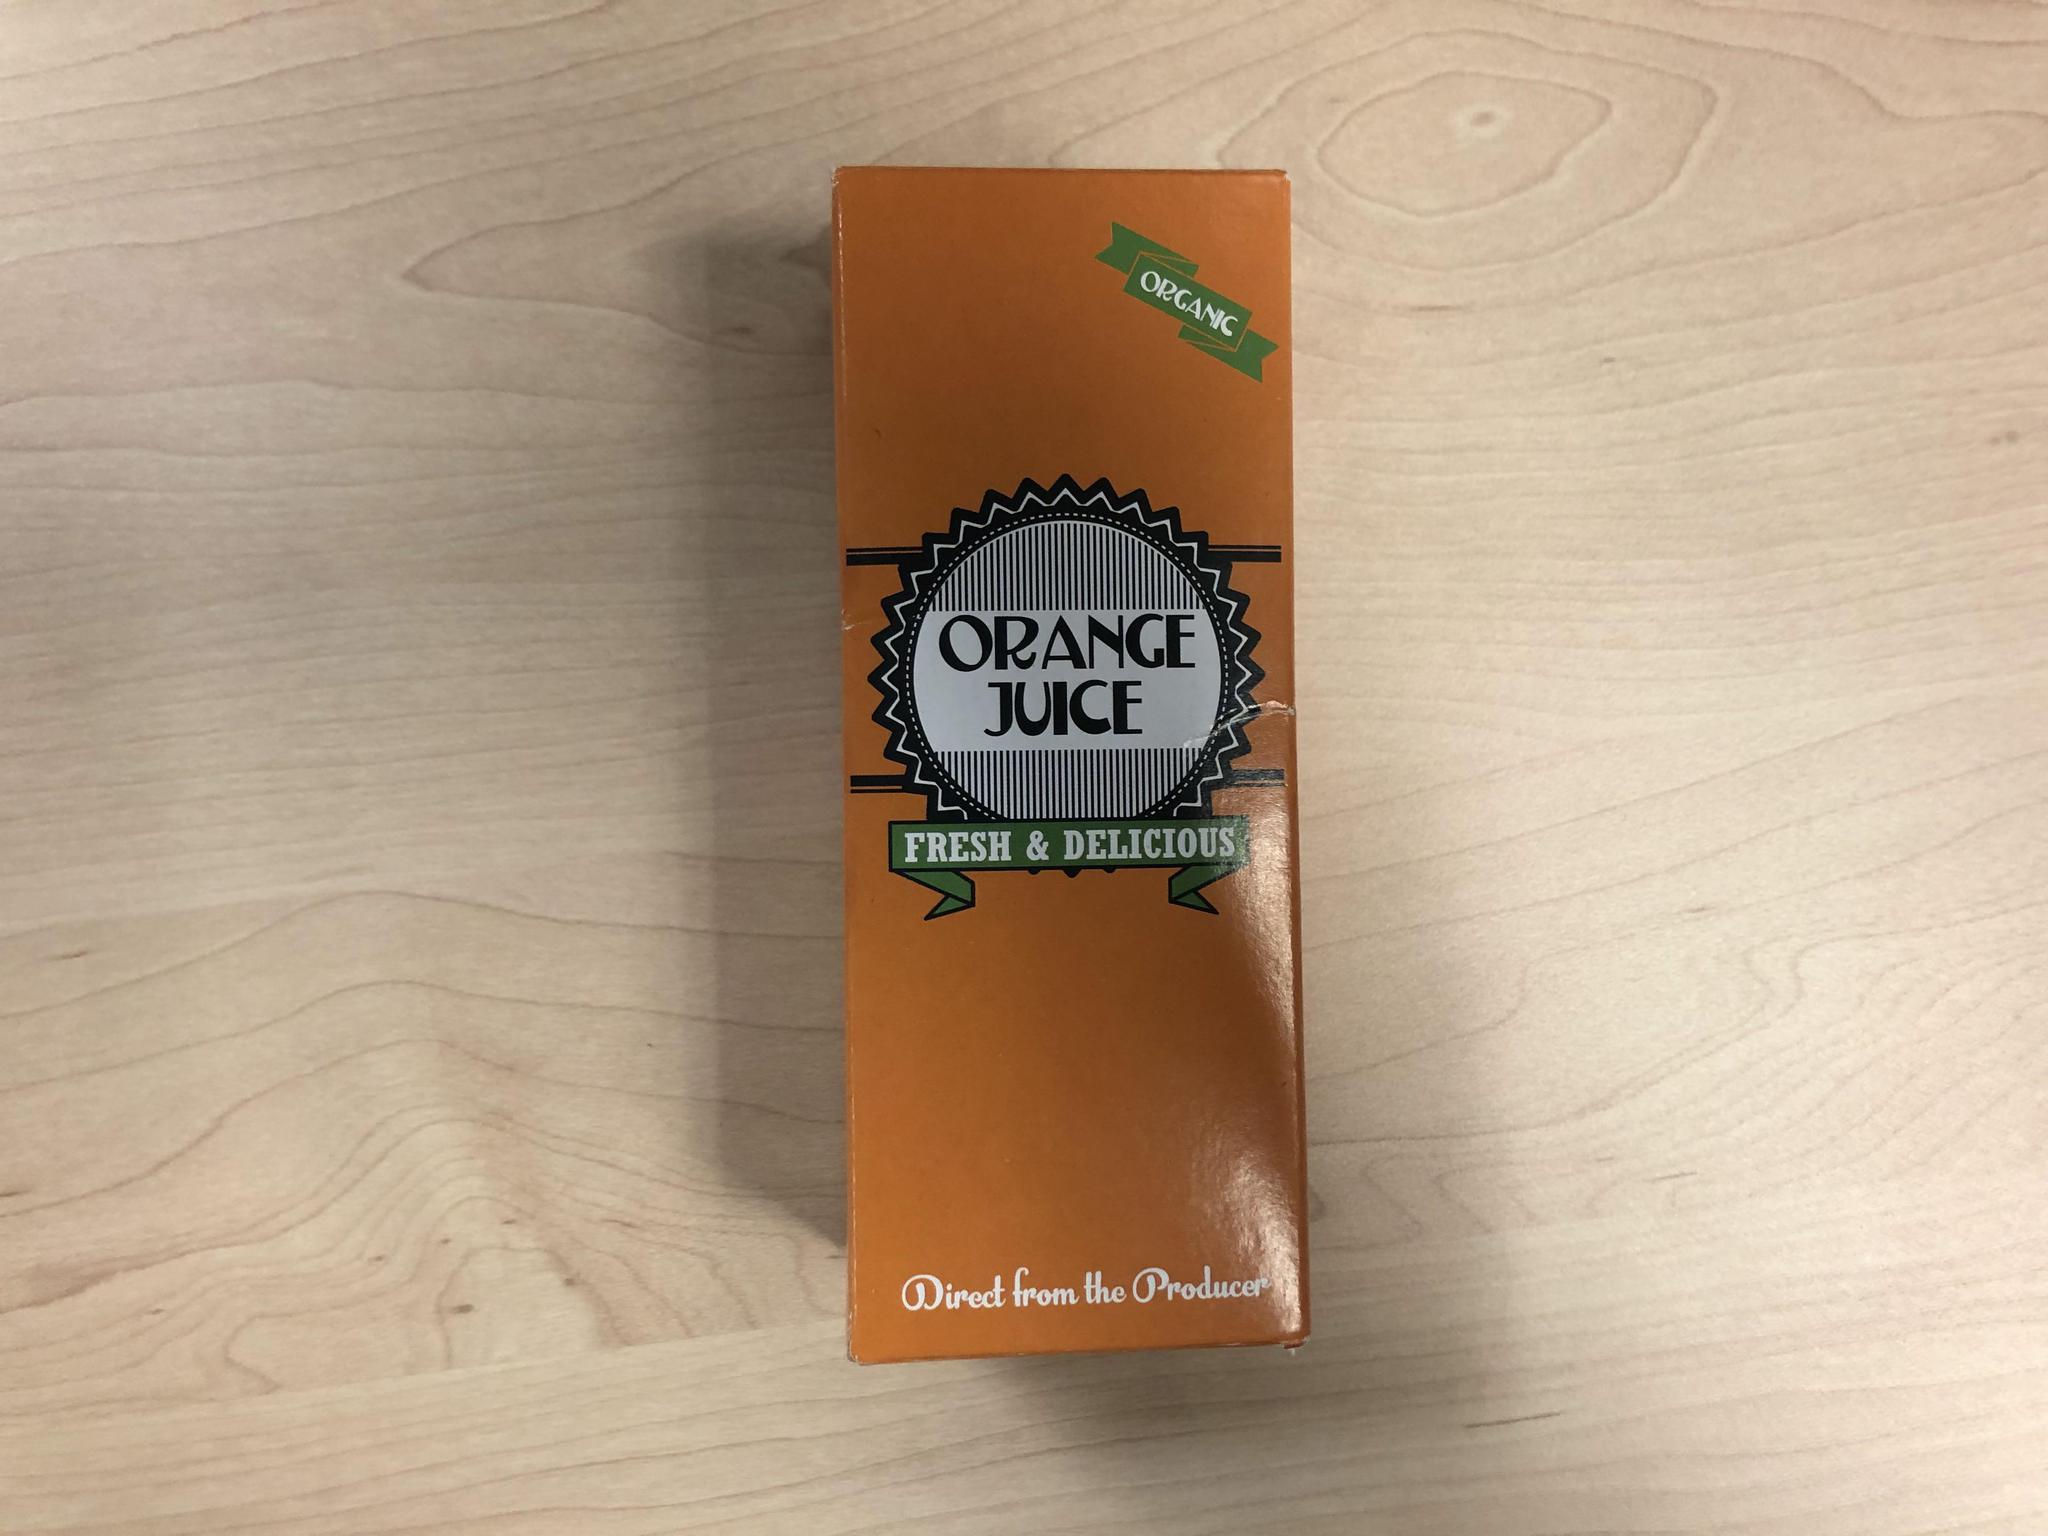 ORGANIC
ORANGE
JUICE
FRESH & DELICIOUS
Direct from the Producer